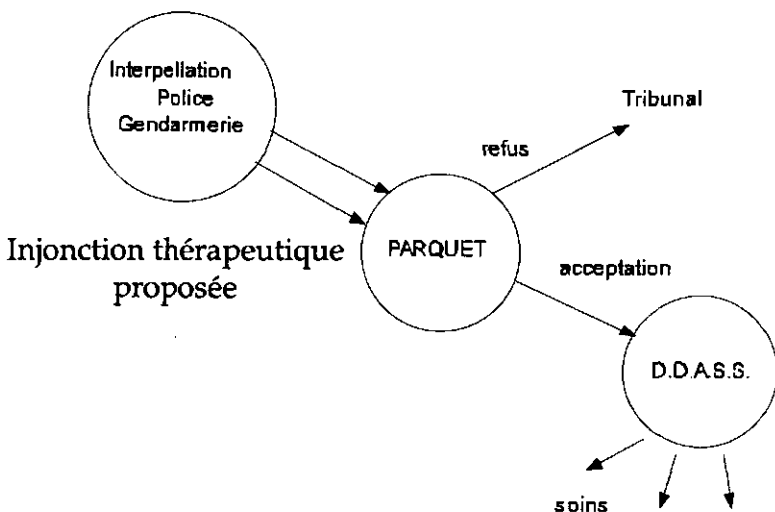 Interpellation
Police
Gendarmerie
Tribunal
refus
Injonction thérapeutique
proposée
PARQUET
acceptation
D.D.A.S.S.
soins